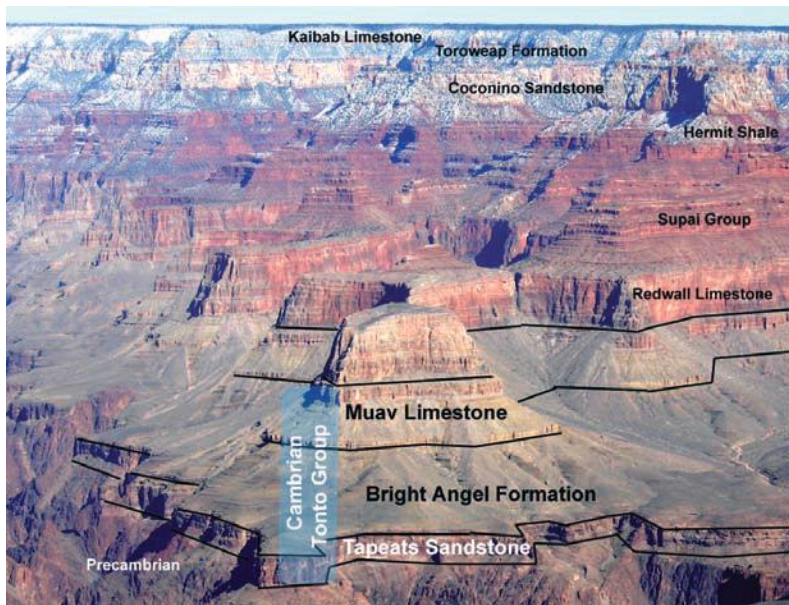 Kaibab Limestone
Toroweap Formation
Coconino Sandstone
Hermit Shale
Supai Group
Redwall Limestone
Muav Limestone
Cambrian
Tonto Group
Bright Angel Formation
Tapeats Sandstone
Precambrian